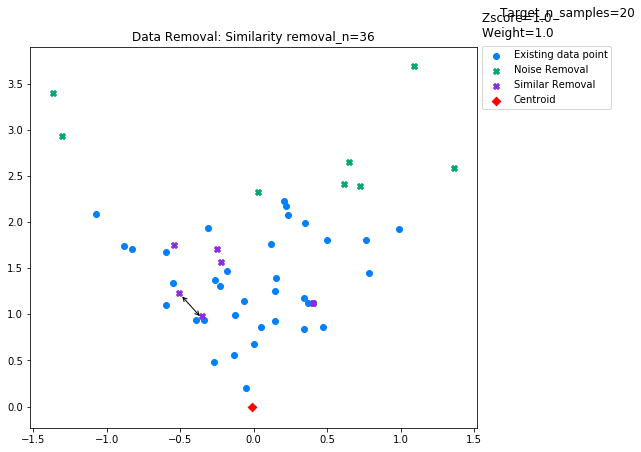 Target_n_samples=20
Zscore=1.0
Weight=1.0
Data Removal: Similarity removal_n=36
Existing data point
Noise Removal
Similar Removal
Centroid
3.5
3.0
2.5
2.0
1.5
1.0
0.5
0.0
−1.5 −1.0 −0.5 0.0 0.5 1.0 1.5